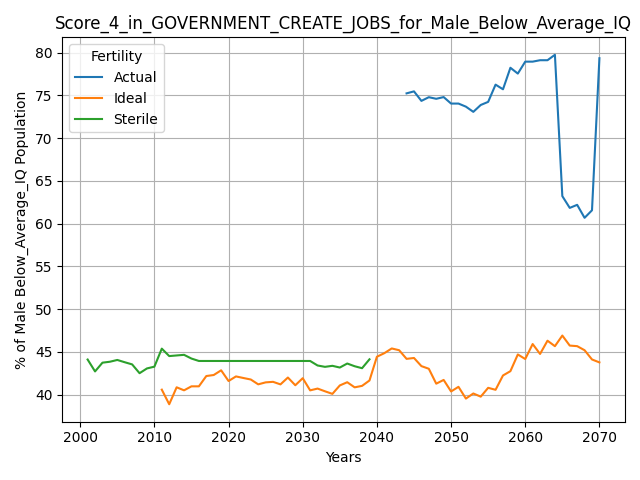 Score_4_in_GOVERNMENT_CREATE_JOBS_for_Male_Below_Average_IQ
Fertility
Actual
Ideal
Sterile
% of Male Below_Average_IQ Population
80
75
70
65
60
55
50
45
40
2000 2010 2020 2030 2040 2050 2060 2070
Years